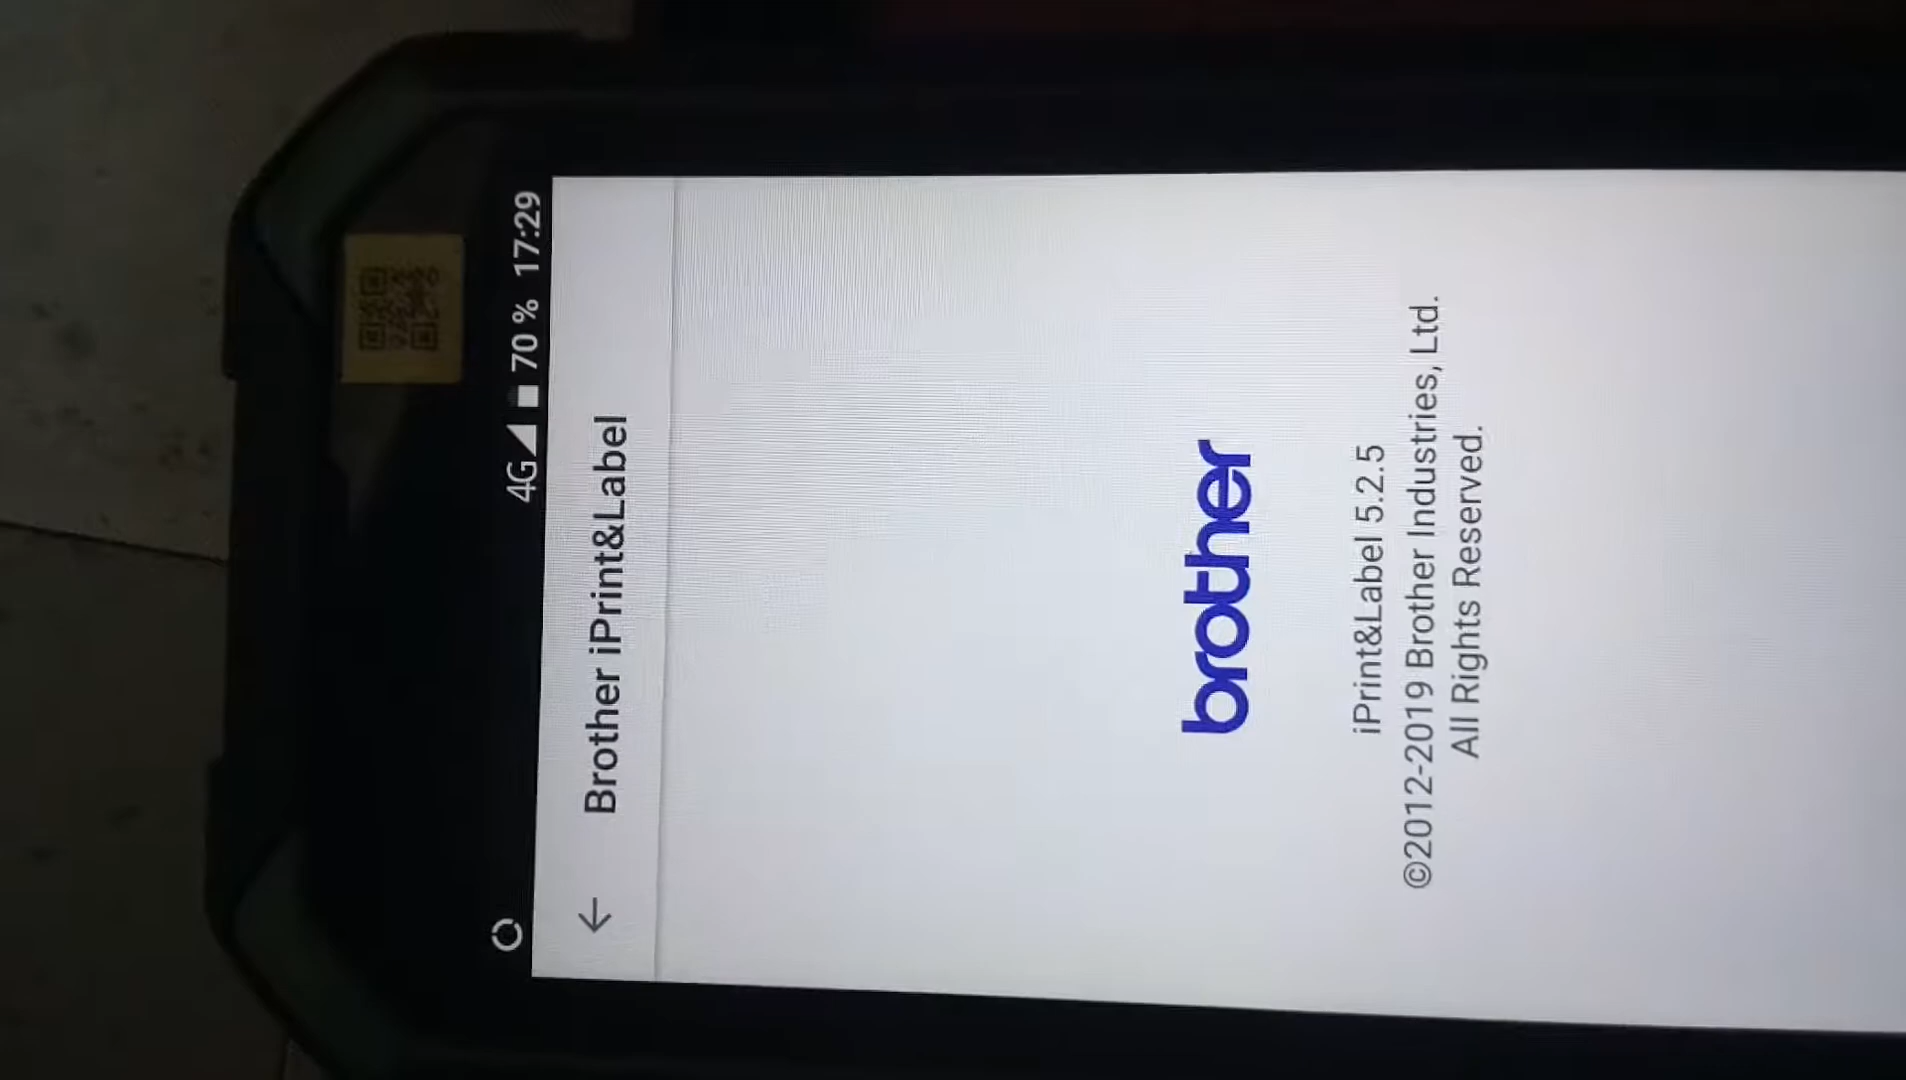 4G 70 % 17:29
Brother iPrint&Label
brother
iPrint&Label 5.2.5
©2012-2019 Brother Industries, Ltd.
All Rights Reserved.